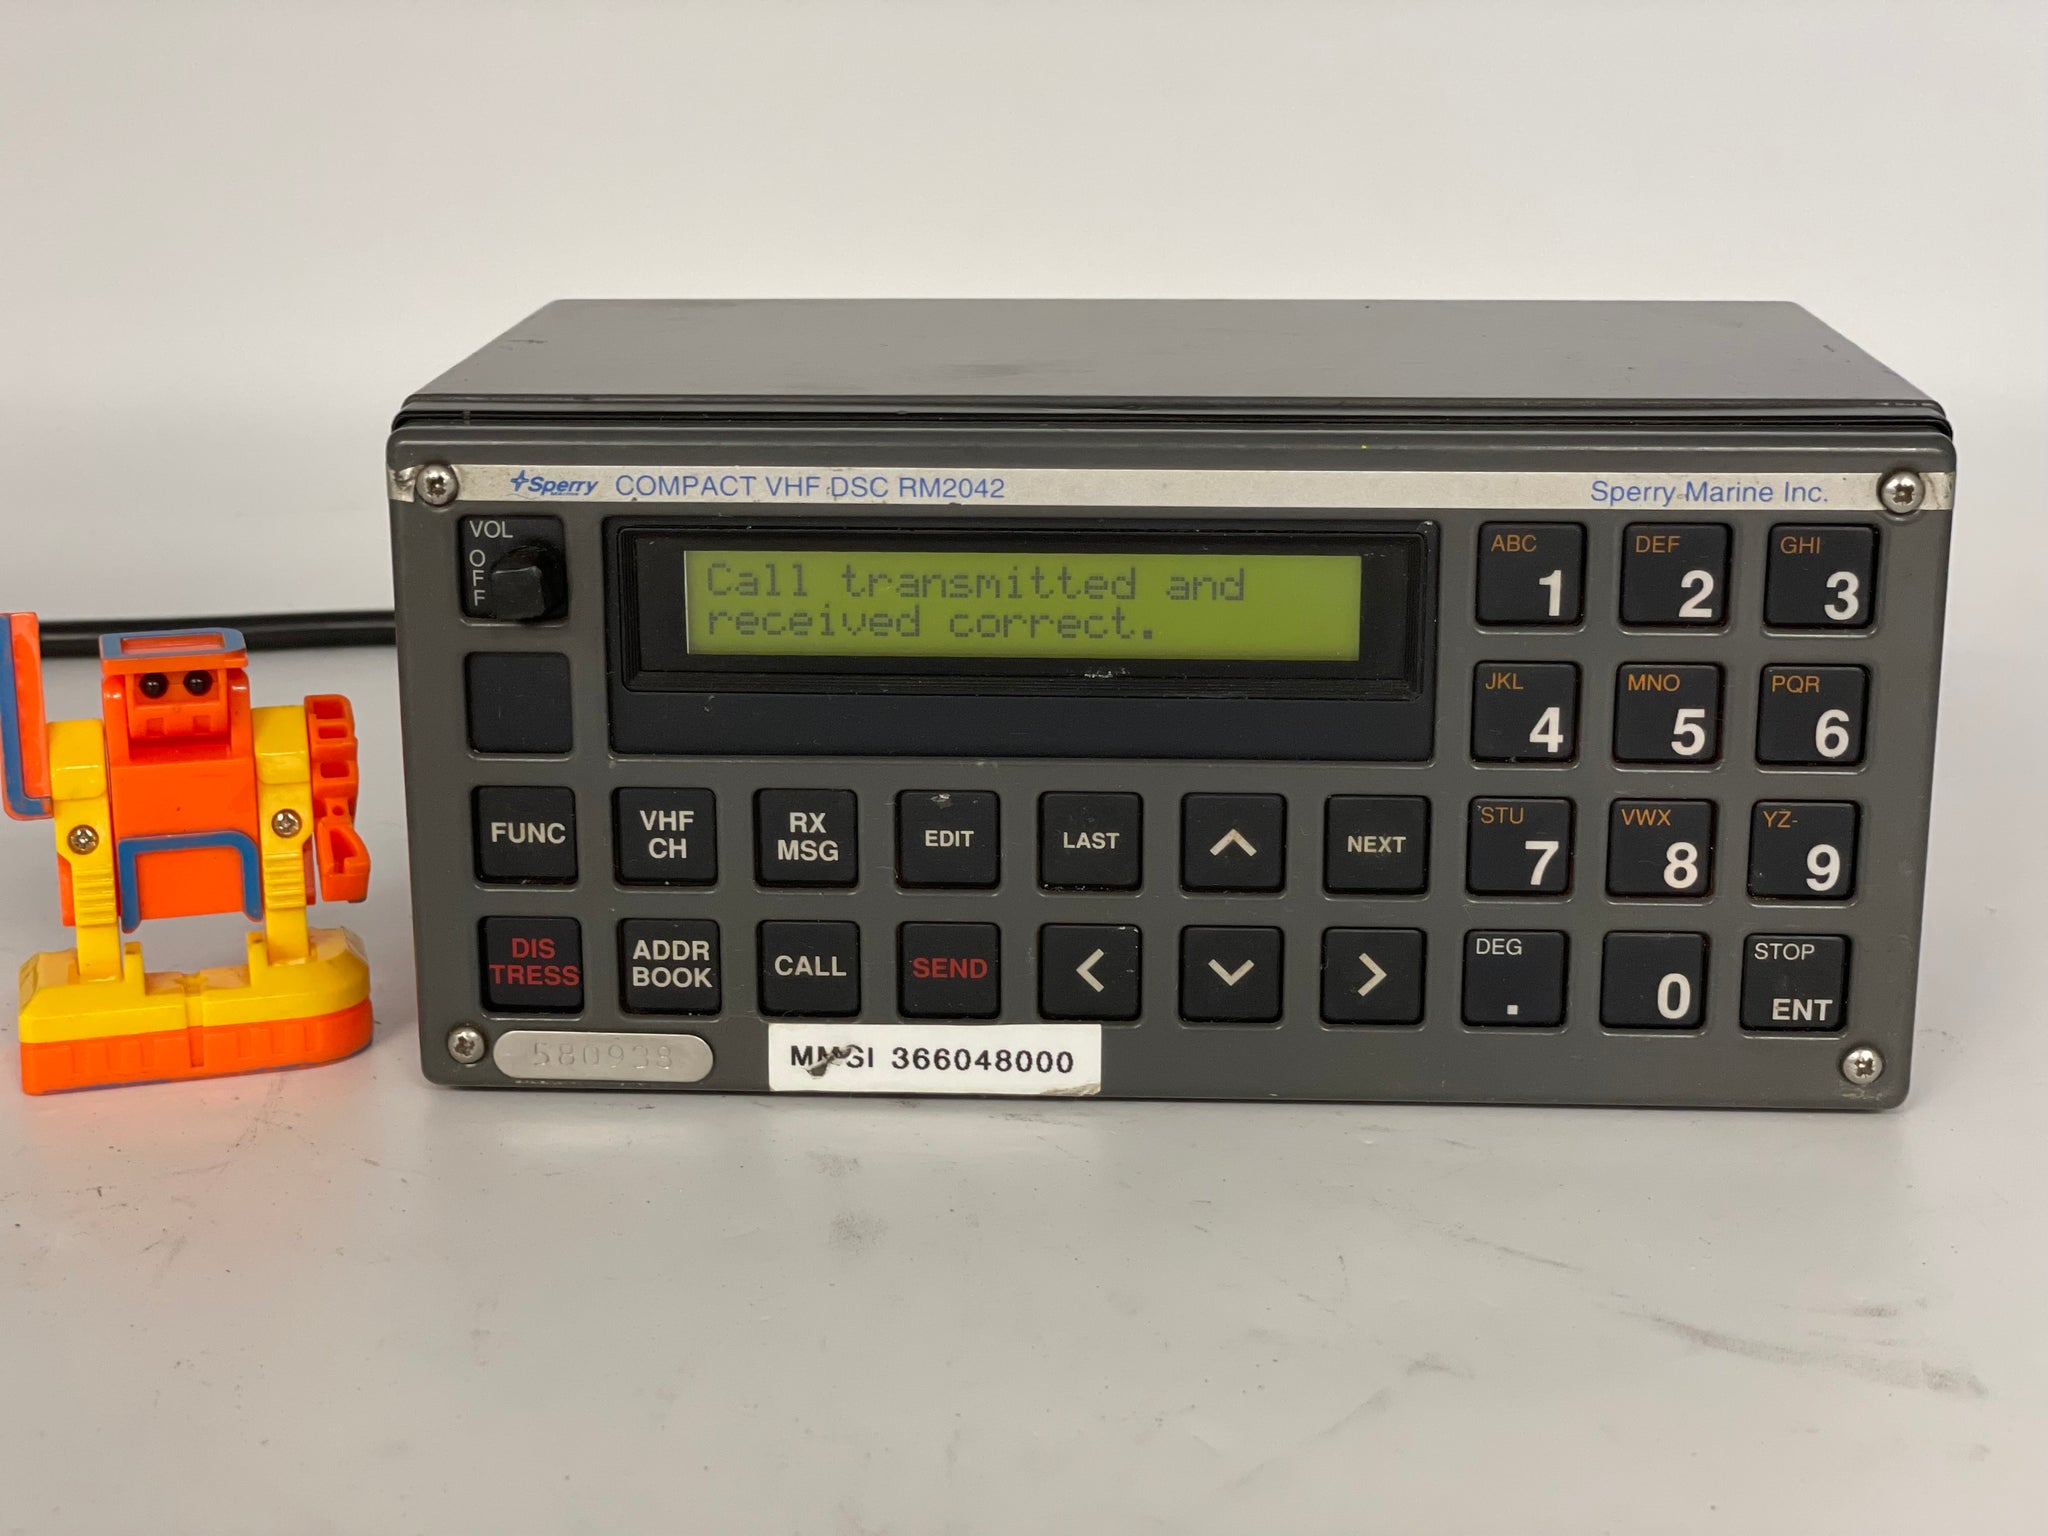 Sperry MARINE COMPACT VHF DSC RM2042
Sperry Marine Inc.
VOL
OFF
Call transmitted and
received correct.
ABC 1
DEF 2
GHI 3
JKL 4
MNO 5
PQR 6
FUNC
VHF
CH
RX
MSG
EDIT
LAST
NEXT
STU 7
VWX 8
YZ- 9
DIS
TRESS
ADDR
BOOK
CALL
SEND
DEG .
0
STOP
ENT
580938
MMSI 366048000